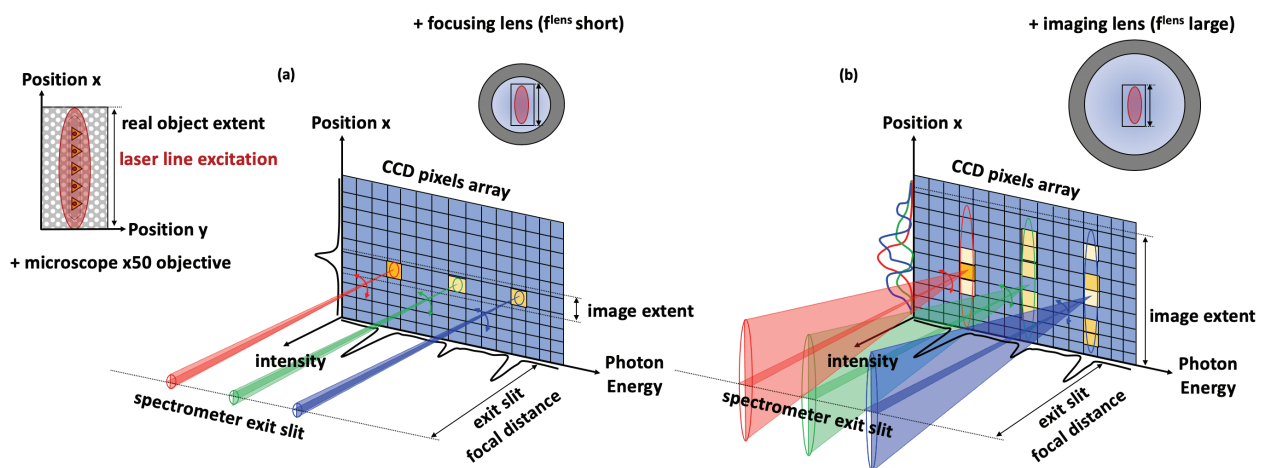 + focusing lens (f^lens short)
+ imaging lens (f^lens large)
(a)
(b)
Position x
real object extent
laser line excitation
Position y
+ microscope x50 objective
Position x
CCD pixels array
image extent
intensity
Photon
Energy
spectrometer exit slit
exit slit
focal distance
Position x
CCD pixels array
image extent
intensity
Photon
Energy
spectrometer exit slit
exit slit
focal distance